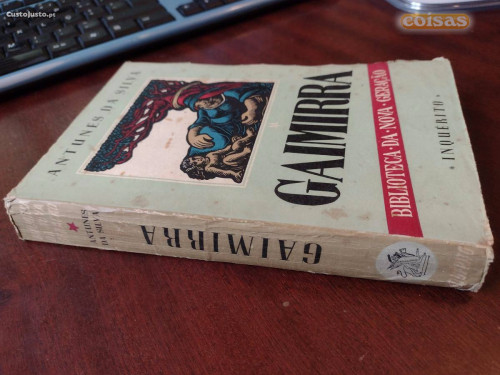 CustoJusto.pt
coisas
ANTUNES DA SILVA
GAIMIRRA
BIBLIOTECA·DA·NOVA·GERAÇÃO
• INQUÉRITO •
ANTUNES
DA SILVA
GAIMIRRA